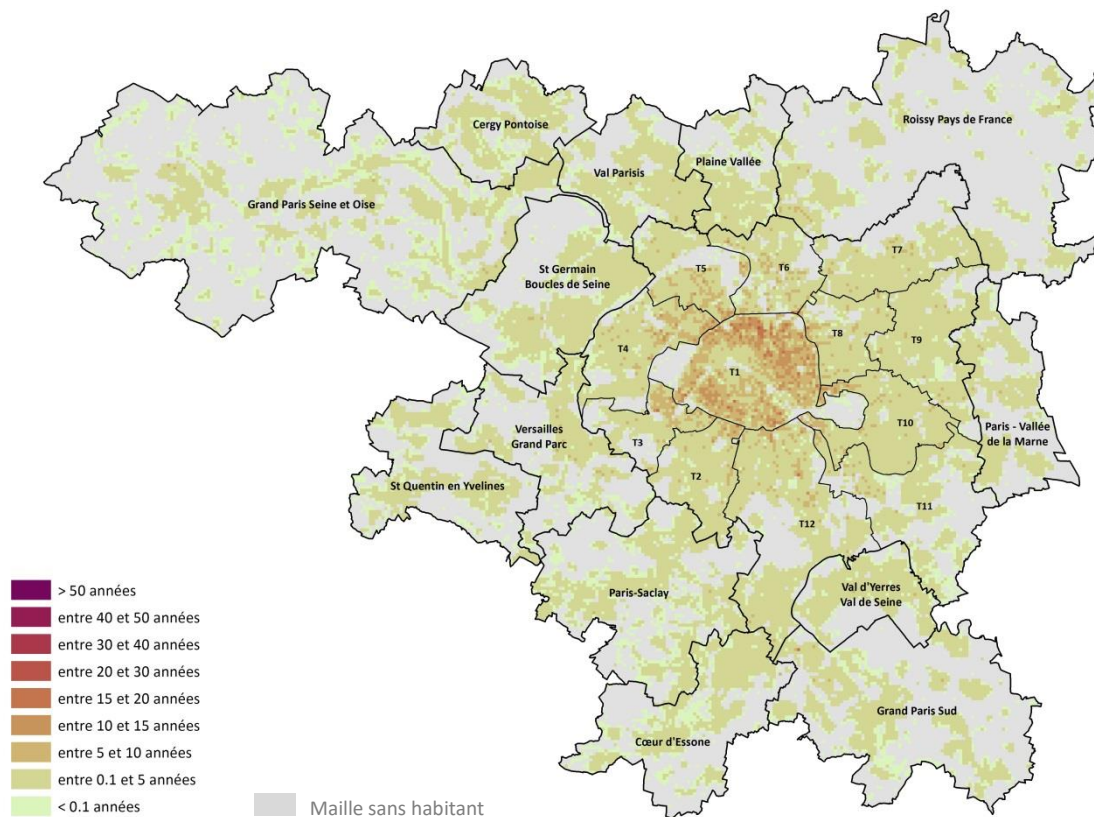 Cergy Pontoise
Roissy Pays de France
Plaine Vallée
Val Parisis
Grand Paris Seine et Oise
T7
T5
T6
St Germain
Boucles de Seine
T8
T9
T4
T1
T10
Versailles
Grand Parc
Paris - Vallée
de la Marne
T3
T2
St Quentin en Yvelines
T11
T12
Paris-Saclay
Val d'Yerres
Val de Seine
Grand Paris Sud
Cœur d'Essone
> 50 années
entre 40 et 50 années
entre 30 et 40 années
entre 20 et 30 années
entre 15 et 20 années
entre 10 et 15 années
entre 5 et 10 années
entre 0.1 et 5 années
< 0.1 années
Maille sans habitant